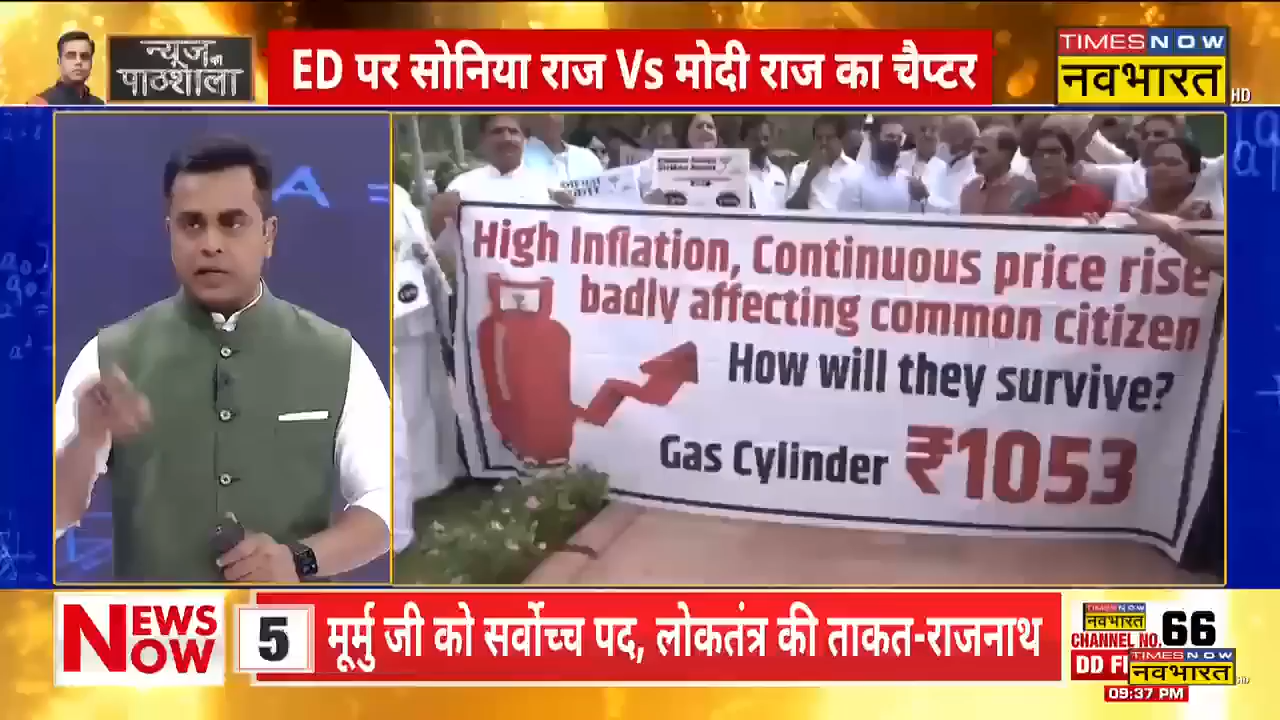 न्यूज़ की
पाठशाला
ED पर सोनिया राज Vs मोदी राज का चैप्टर
TIMES NOW
नवभारत
HD
High Inflation, Continuous price rise
badly affecting common citizen
How will they survive?
Gas Cylinder ₹1053
NEWS
NOW
5
मूर्मु जी को सर्वोच्च पद, लोकतंत्र की ताकत-राजनाथ
TIMES NOW
नवभारत
CHANNEL NO. 66
DD F
TIMES NOW
नवभारत
09:37 PM